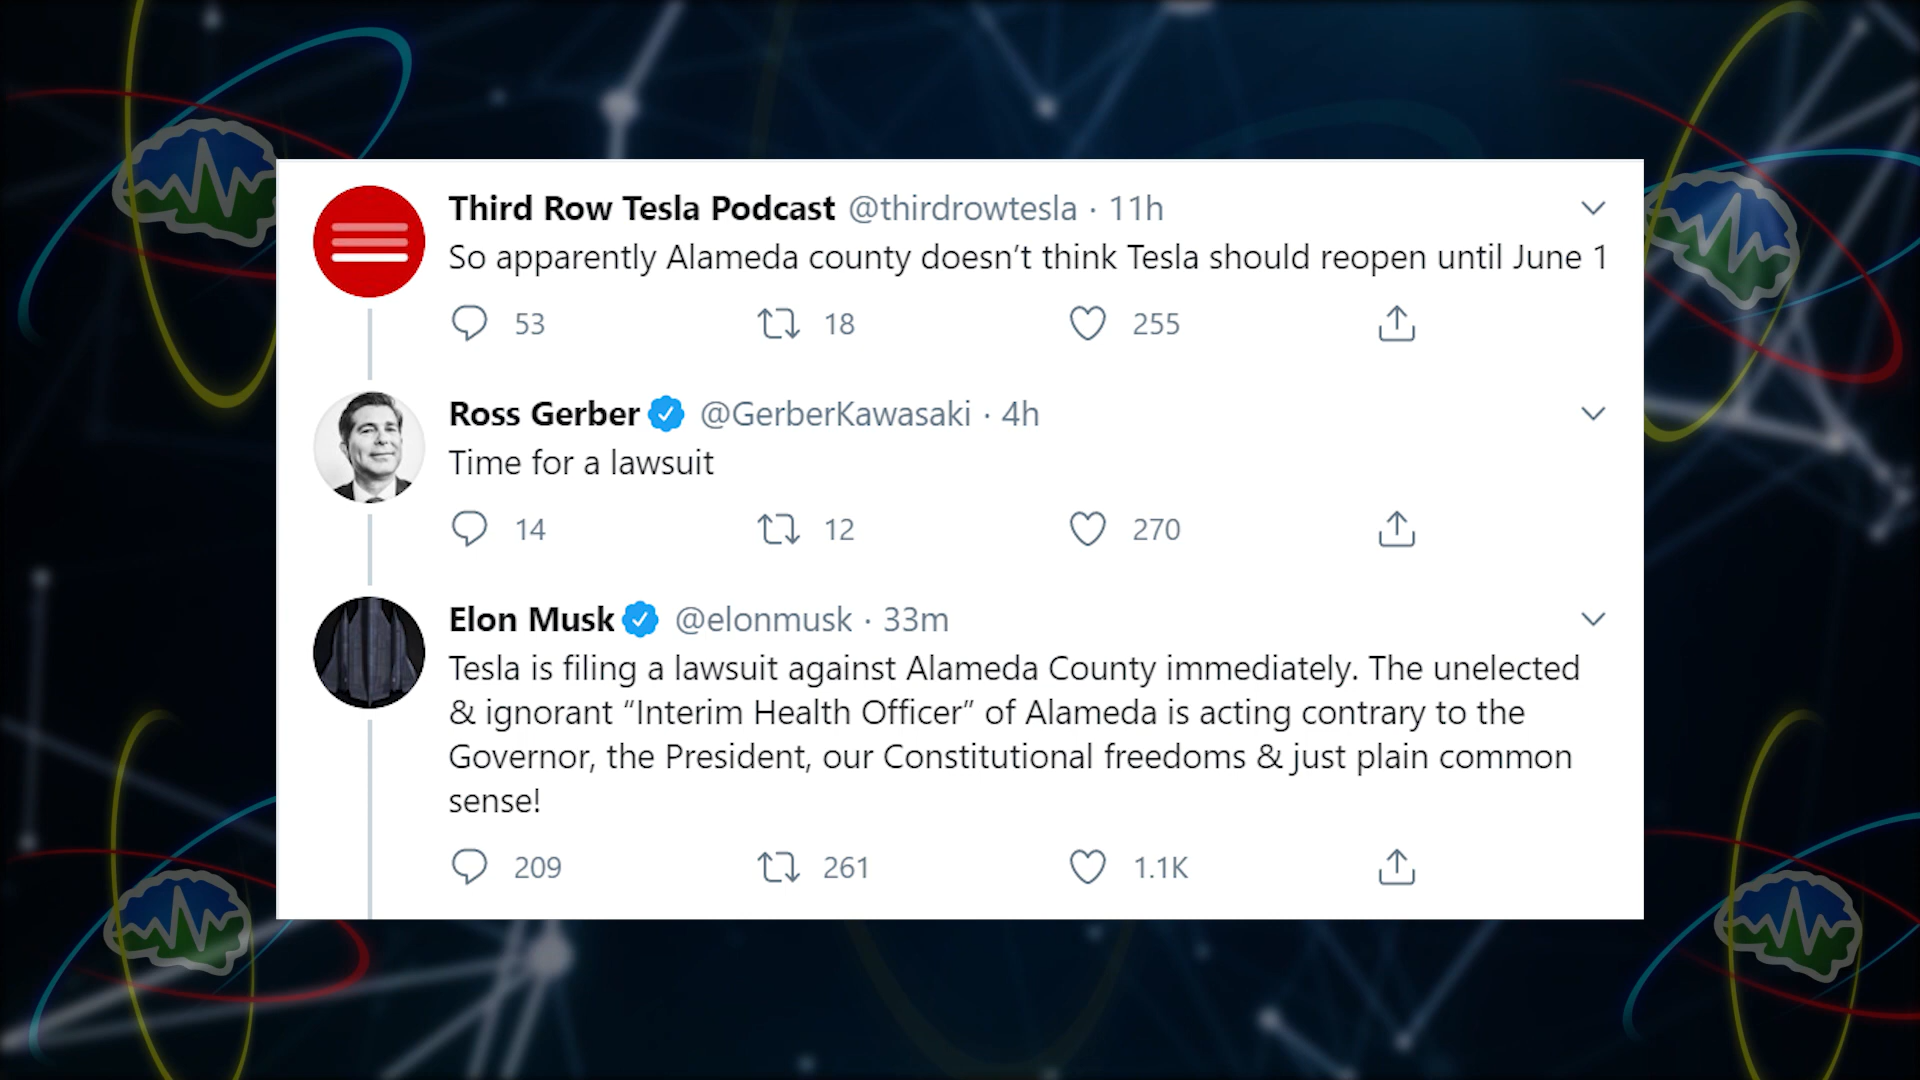 Third Row Tesla Podcast @thirdrowtesla · 11h
So apparently Alameda county doesn’t think Tesla should reopen until June 1
53 18 255
Ross Gerber @GerberKawasaki · 4h
Time for a lawsuit
14 12 270
Elon Musk @elonmusk · 33m
Tesla is filing a lawsuit against Alameda County immediately. The unelected
& ignorant “Interim Health Officer” of Alameda is acting contrary to the
Governor, the President, our Constitutional freedoms & just plain common
sense!
209 261 1.1K